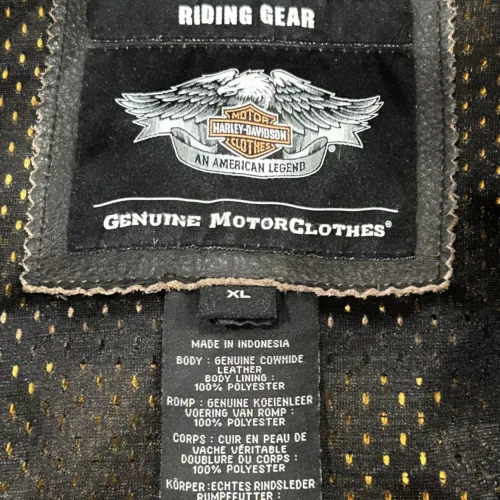 RIDING GEAR
MOTOR
HARLEY-DAVIDSON
CLOTHES
AN AMERICAN LEGEND
GENUINE MOTORCLOTHES®
XL
MADE IN INDONESIA
BODY : GENUINE COWHIDE
LEATHER
BODY LINING :
100% POLYESTER
ROMP : GENUINE KOEIENLEER
VOERING VAN ROMP :
100% POLYESTER
CORPS : CUIR EN PEAU DE
VACHE VÉRITABLE
DOUBLURE DU CORPS :
100% POLYESTER
KÖRPER :ECHTES RINDSLEDER
RUMPFFUTTER :